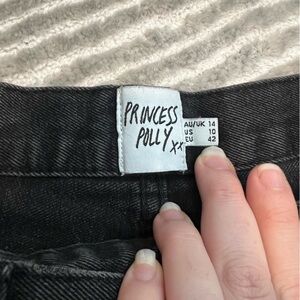 PRINCESS
POLLY xx
AU/UK 14
US 10
EU 42